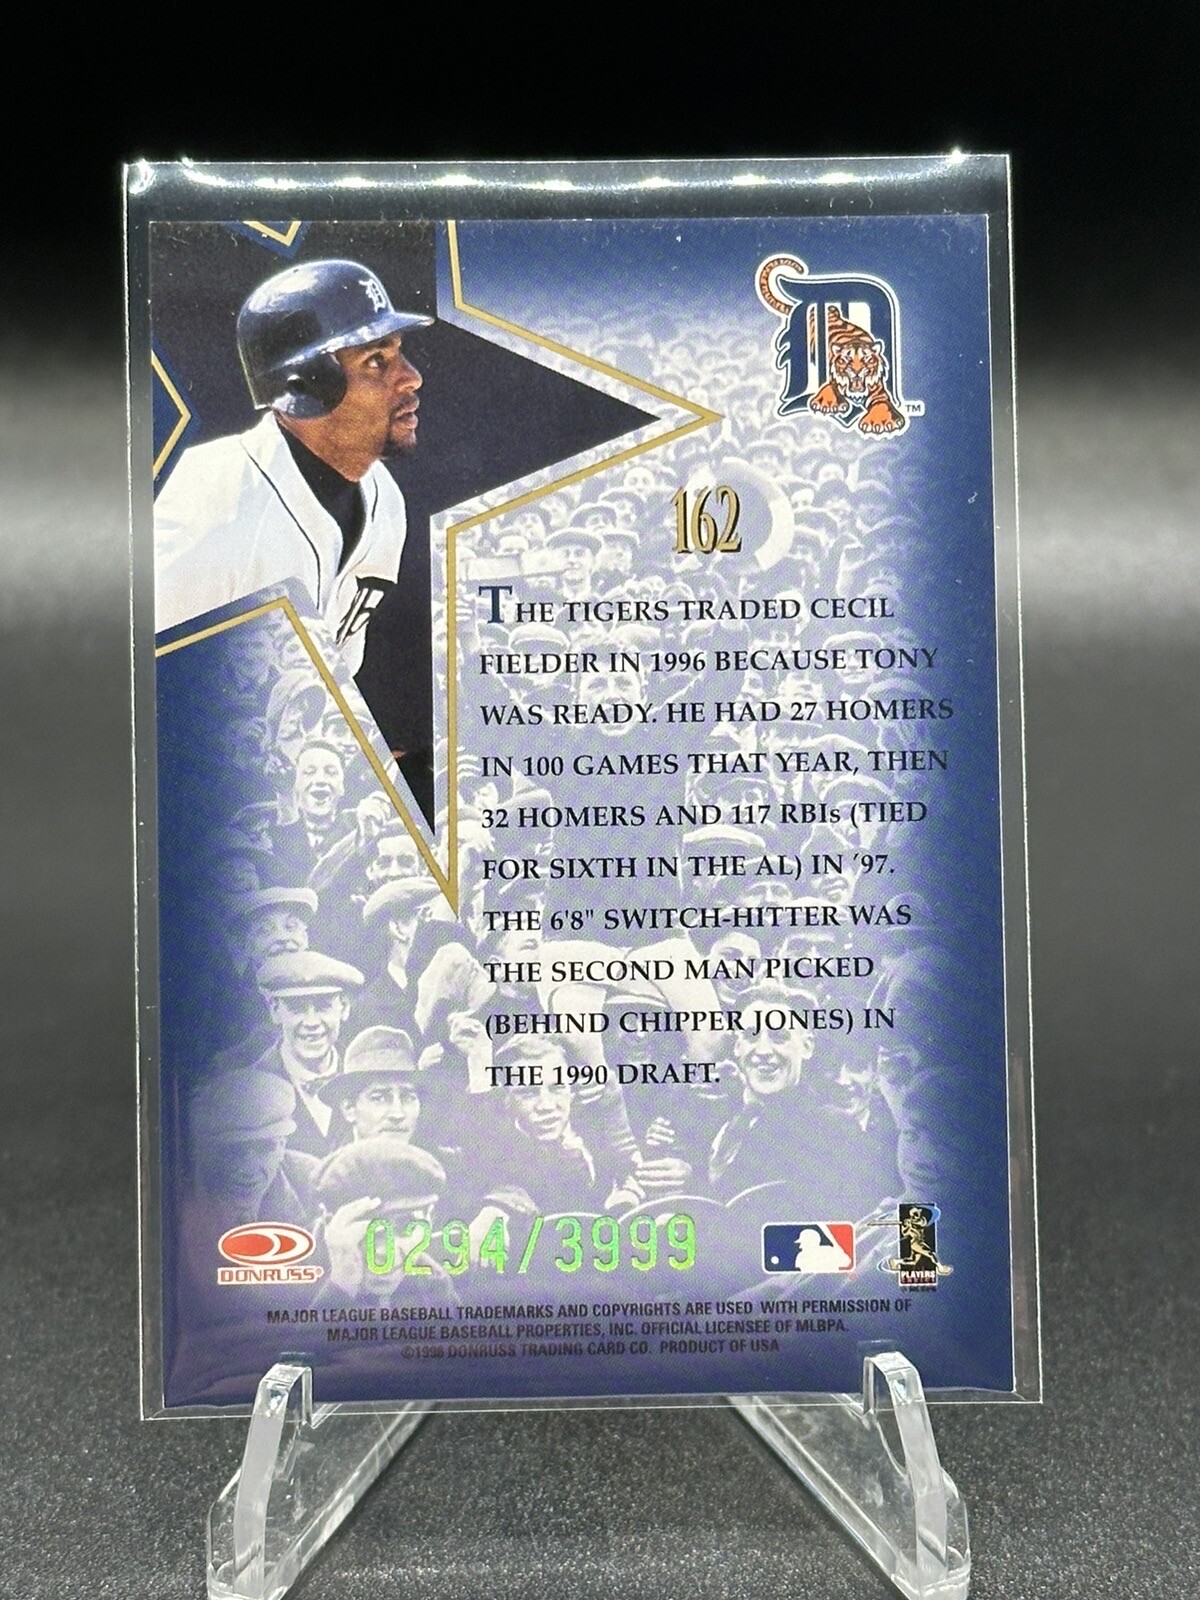 D
TM
162
THE TIGERS TRADED CECIL
FIELDER IN 1996 BECAUSE TONY
WAS READY. HE HAD 27 HOMERS
IN 100 GAMES THAT YEAR, THEN
32 HOMERS AND 117 RBIs (TIED
FOR SIXTH IN THE AL) IN '97.
THE 6'8" SWITCH-HITTER WAS
THE SECOND MAN PICKED
(BEHIND CHIPPER JONES) IN
THE 1990 DRAFT.
DONRUSS®
0294/3999
PLAYERS
MAJOR LEAGUE BASEBALL TRADEMARKS AND COPYRIGHTS ARE USED WITH PERMISSION OF
MAJOR LEAGUE BASEBALL PROPERTIES, INC. OFFICIAL LICENSEE OF MLBPA.
©1998 DONRUSS TRADING CARD CO. PRODUCT OF USA